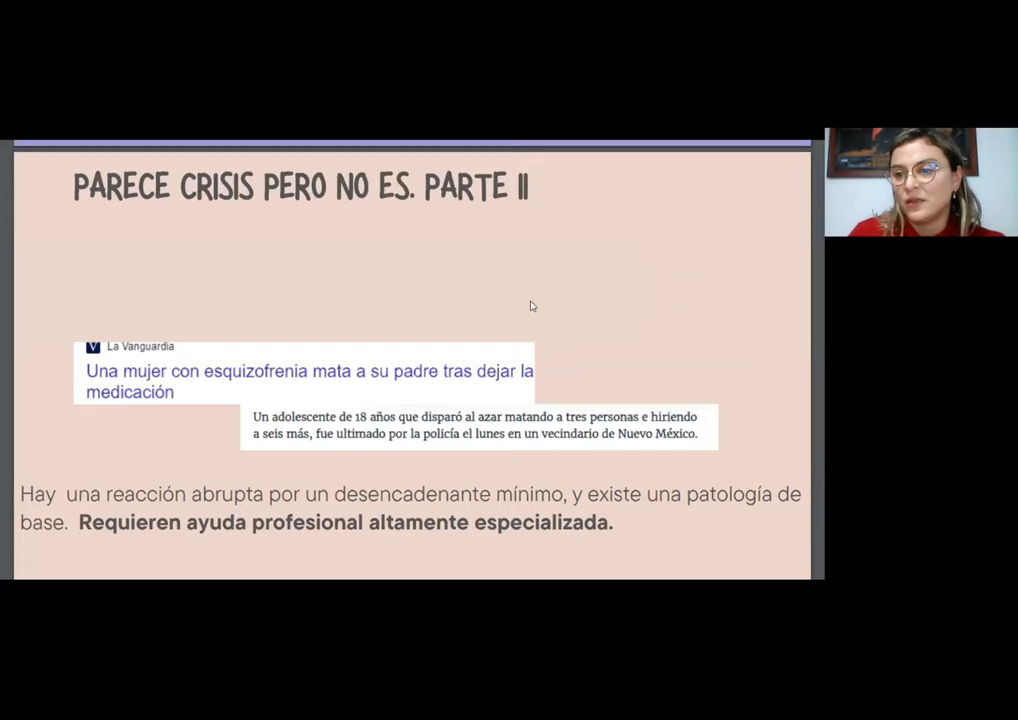 PARECE CRISIS PERO NO ES. PARTE II
La Vanguardia
Una mujer con esquizofrenia mata a su padre tras dejar la
medicación
Un adolescente de 18 años que disparó al azar matando a tres personas e hiriendo
a seis más, fue ultimado por la policía el lunes en un vecindario de Nuevo México.
Hay una reacción abrupta por un desencadenante mínimo, y existe una patología de
base. Requieren ayuda profesional altamente especializada.